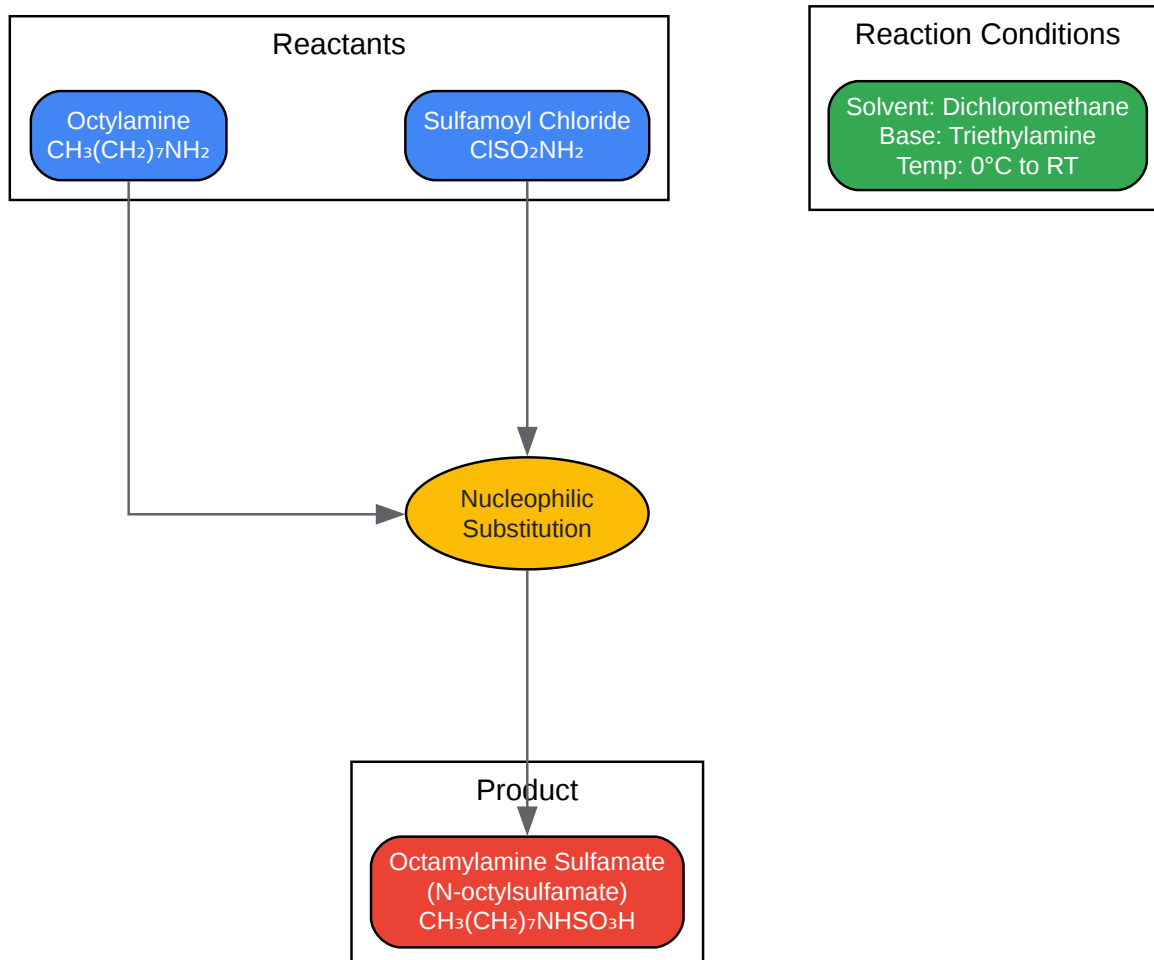 Reactants
Octylamine
CH₃(CH₂)₇NH₂
Sulfamoyl Chloride
ClSO₂NH₂
Reaction Conditions
Solvent: Dichloromethane
Base: Triethylamine
Temp: 0°C to RT
Nucleophilic
Substitution
Product
Octamylamine Sulfamate
(N-octylsulfamate)
CH₃(CH₂)₇NHSO₃H